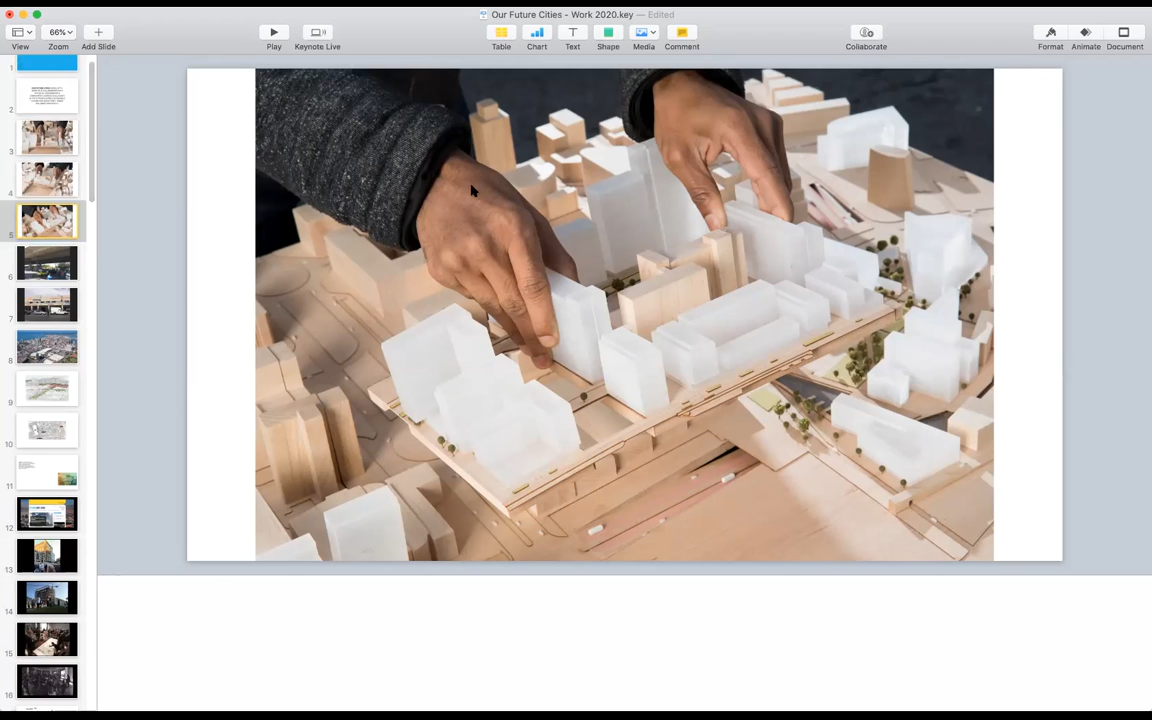 Our Future Cities - Work 2020.key — Edited
View
66%
Zoom
Add Slide
Play
Keynote Live
Table
Chart
Text
Shape
Media
Comment
Collaborate
Format
Animate
Document
1
2
3
4
5
6
7
8
9
10
11
12
13
14
15
16